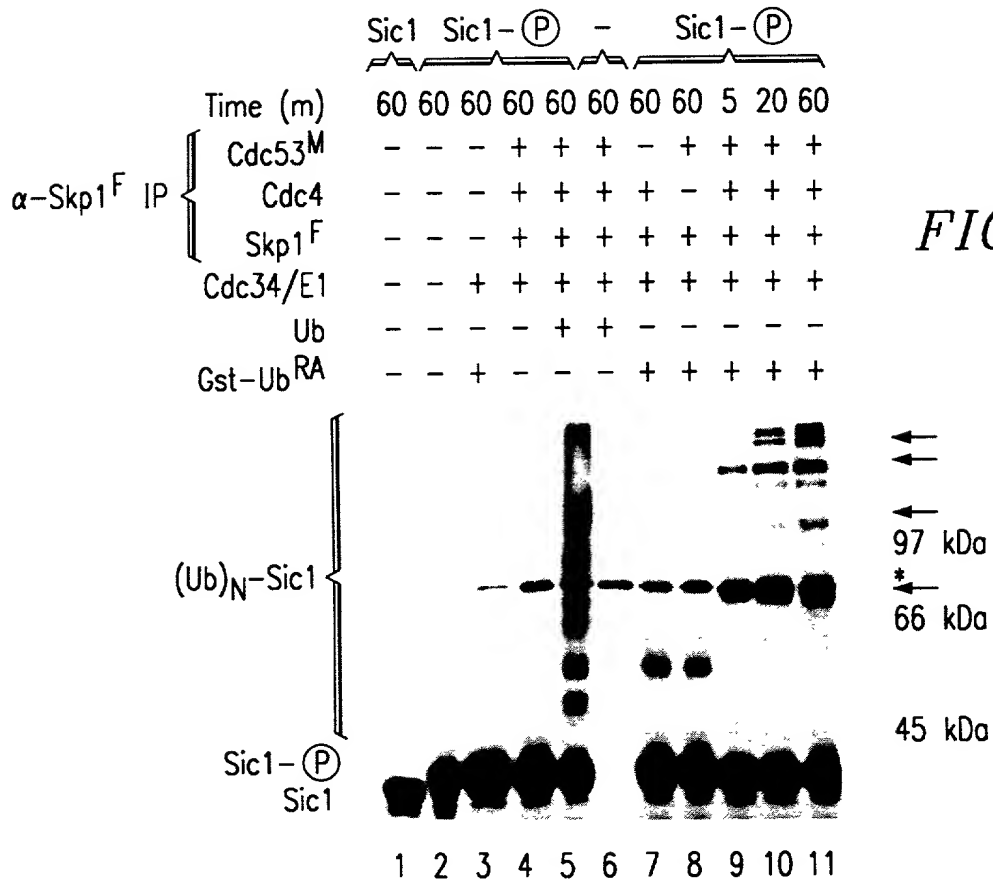 Sic1 Sic1-Ⓟ - Sic1-Ⓟ
Time (m) 60 60 60 60 60 60 60 60 5 20 60
Cdc53M - - - + + + - + + + +
α-Skp1F IP Cdc4 - - - + + + + - + + +
Skp1F - - - + + + + + + + +
Cdc34/E1 - - + + + + + + + + +
Ub - - - - + + - - - - -
Gst-UbRA - - + - - - + + + + +
FIG
(Ub)N-Sic1
97 kDa
*
66 kDa
45 kDa
Sic1-Ⓟ
Sic1
1 2 3 4 5 6 7 8 9 10 11